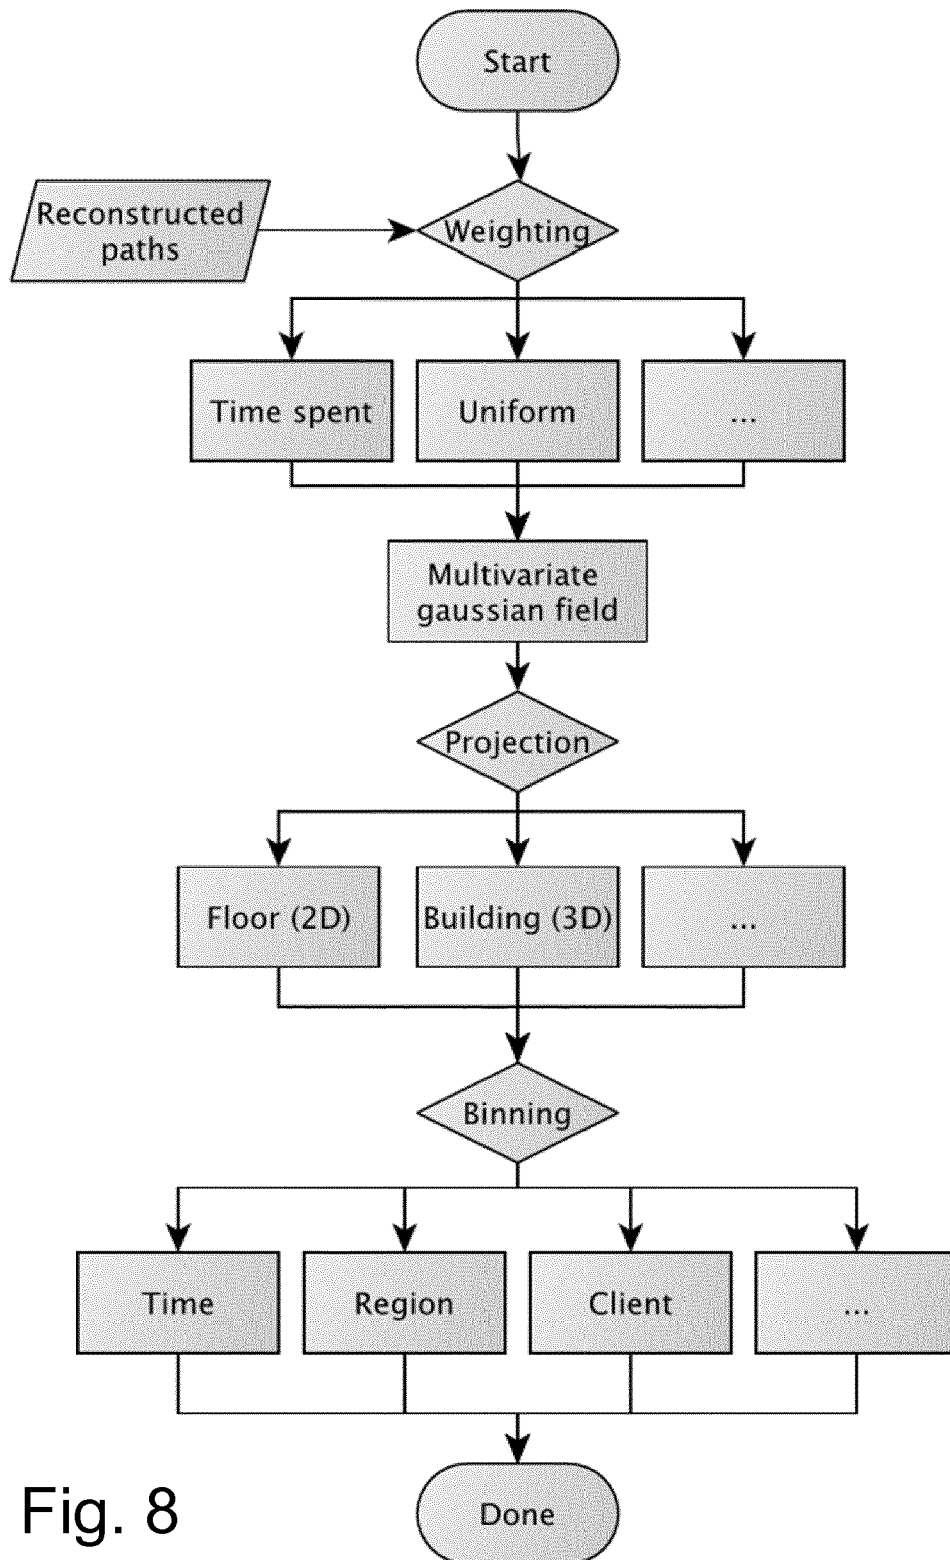 Start
Reconstructed
paths
Weighting
Time spent
Uniform
...
Multivariate
gaussian field
Projection
Floor (2D)
Building (3D)
...
Binning
Time
Region
Client
...
Done
Fig. 8